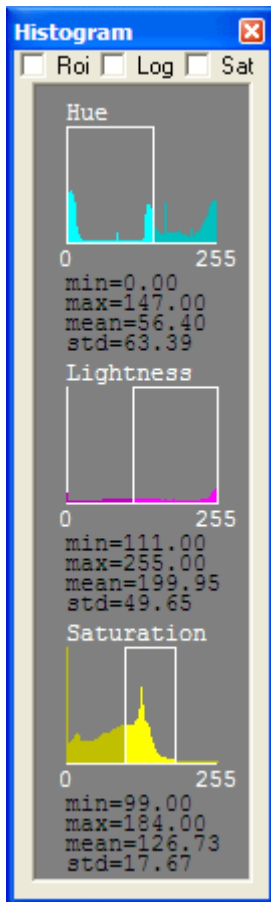 Histogram
Roi Log Sat
Hue
0 255
min=0.00
max=147.00
mean=56.40
std=63.39
Lightness
0 255
min=111.00
max=255.00
mean=199.95
std=49.65
Saturation
0 255
min=99.00
max=184.00
mean=126.73
std=17.67